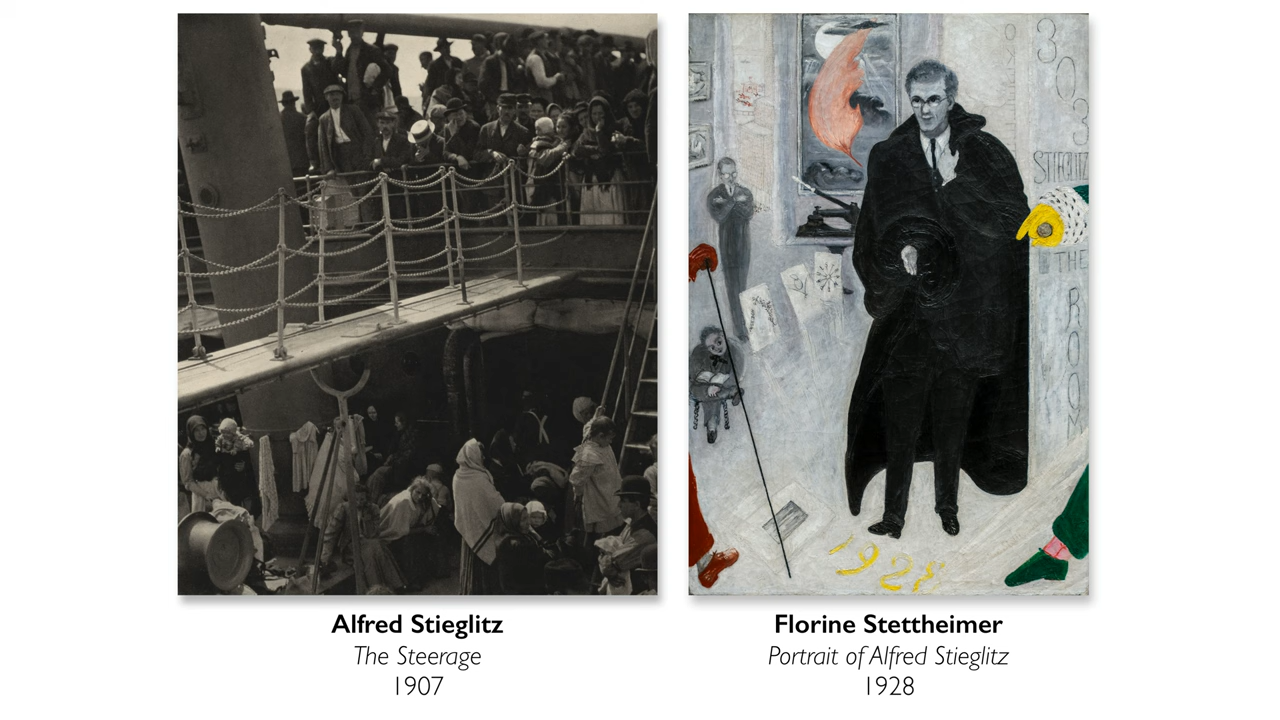 303
STIEGLITZ
THE
ROOM
1928
Alfred Stieglitz
The Steerage
1907
Florine Stettheimer
Portrait of Alfred Stieglitz
1928